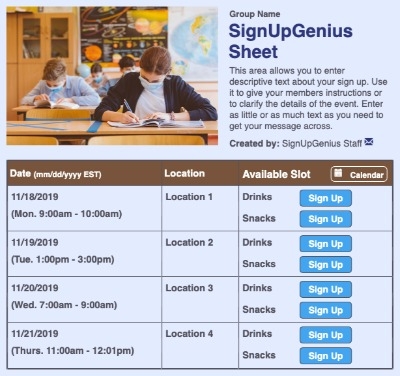 Group Name
SignUpGenius
Sheet
This area allows you to enter
descriptive text about your sign up. Use
it to give your members instructions or
to clarify the details of the event. Enter
as little or as much text as you need to
get your message across.
Created by: SignUpGenius Staff
Date (mm/dd/yyyy EST) Location Available Slot Calendar
11/18/2019 Location 1 Drinks Sign Up
(Mon. 9:00am - 10:00am) Snacks Sign Up
11/19/2019 Location 2 Drinks Sign Up
(Tue. 1:00pm - 3:00pm) Snacks Sign Up
11/20/2019 Location 3 Drinks Sign Up
(Wed. 7:00am - 9:00am) Snacks Sign Up
11/21/2019 Location 4 Drinks Sign Up
(Thurs. 11:00am - 12:01pm) Snacks Sign Up